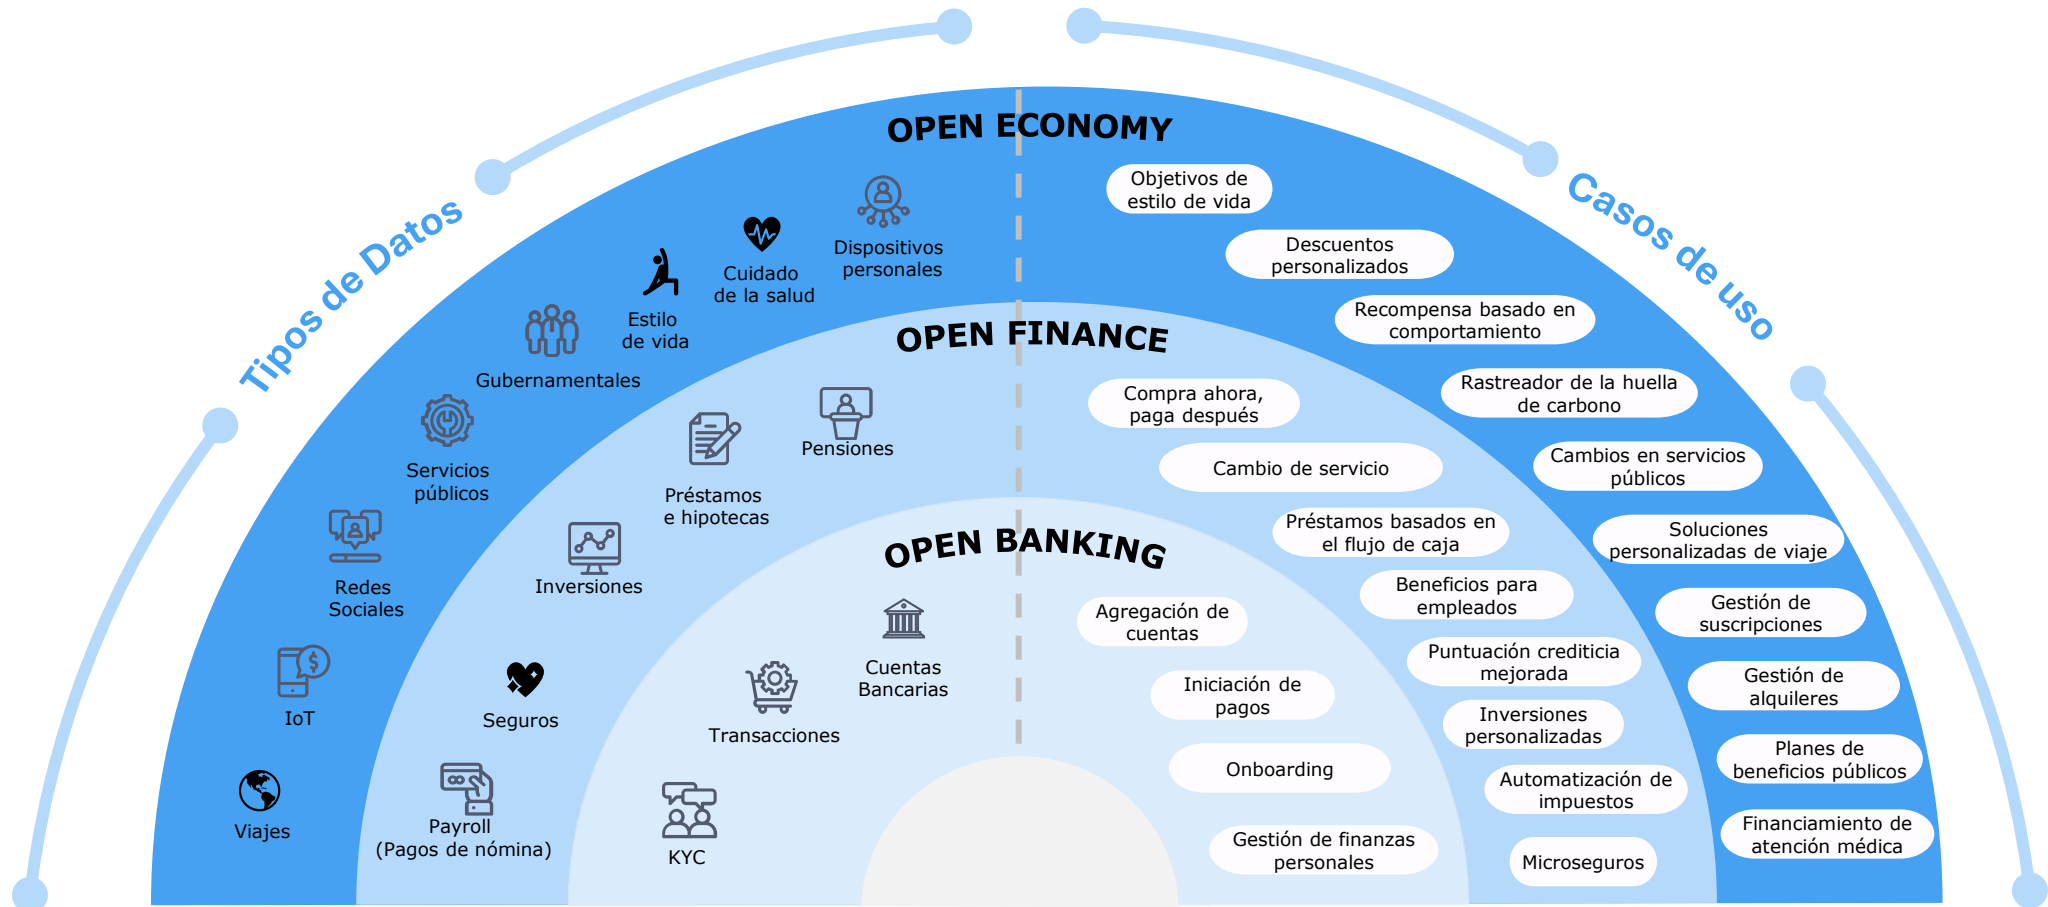 Tipos de Datos
Casos de uso
OPEN ECONOMY
Dispositivos
personales
Cuidado
de la salud
Estilo
de vida
Gubernamentales
Servicios
públicos
Redes
Sociales
IoT
Viajes
Objetivos de
estilo de vida
Descuentos
personalizados
Recompensa basado en
comportamiento
Rastreador de la huella
de carbono
Cambios en servicios
públicos
Soluciones
personalizadas de viaje
Gestión de
suscripciones
Gestión de
alquileres
Planes de
beneficios públicos
Financiamiento de
atención médica
OPEN FINANCE
Pensiones
Préstamos
e hipotecas
Inversiones
Seguros
Payroll
(Pagos de nómina)
Compra ahora,
paga después
Cambio de servicio
Préstamos basados en
el flujo de caja
Beneficios para
empleados
Puntuación crediticia
mejorada
Inversiones
personalizadas
Automatización de
impuestos
Microseguros
OPEN BANKING
Cuentas
Bancarias
Transacciones
KYC
Agregación de
cuentas
Iniciación de
pagos
Onboarding
Gestión de finanzas
personales